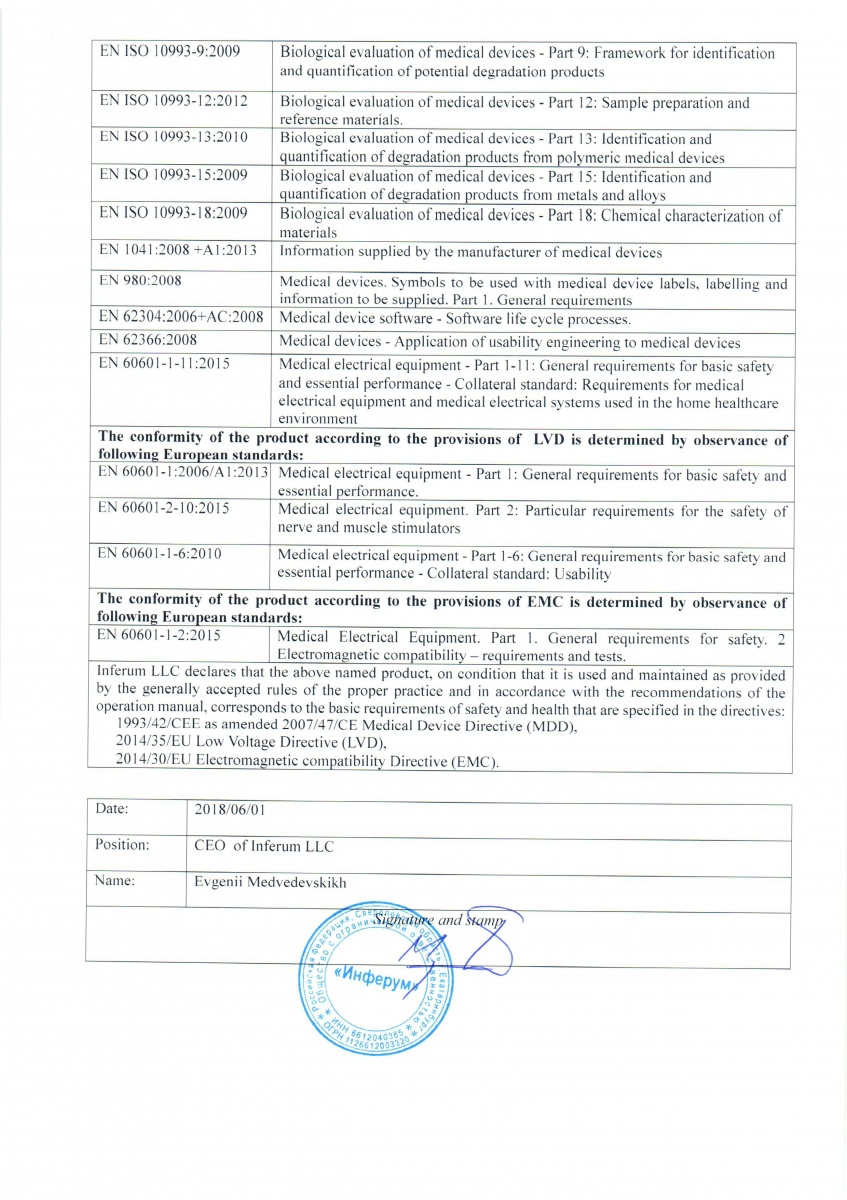 EN ISO 10993-9:2009
Biological evaluation of medical devices - Part 9: Framework for identification
and quantification of potential degradation products
EN ISO 10993-12:2012
Biological evaluation of medical devices - Part 12: Sample preparation and
reference materials.
EN ISO 10993-13:2010
Biological evaluation of medical devices - Part 13: Identification and
quantification of degradation products from polymeric medical devices
EN ISO 10993-15:2009
Biological evaluation of medical devices - Part 15: Identification and
quantification of degradation products from metals and alloys
EN ISO 10993-18:2009
Biological evaluation of medical devices - Part 18: Chemical characterization of
materials
EN 1041:2008 +A1:2013
Information supplied by the manufacturer of medical devices
EN 980:2008
Medical devices. Symbols to be used with medical device labels, labelling and
information to be supplied. Part 1. General requirements
EN 62304:2006+AC:2008
Medical device software - Software life cycle processes.
EN 62366:2008
Medical devices - Application of usability engineering to medical devices
EN 60601-1-11:2015
Medical electrical equipment - Part 1-11: General requirements for basic safety
and essential performance - Collateral standard: Requirements for medical
electrical equipment and medical electrical systems used in the home healthcare
environment
The conformity of the product according to the provisions of LVD is determined by observance of
following European standards:
EN 60601-1:2006/A1:2013
Medical electrical equipment - Part 1: General requirements for basic safety and
essential performance.
EN 60601-2-10:2015
Medical electrical equipment. Part 2: Particular requirements for the safety of
nerve and muscle stimulators
EN 60601-1-6:2010
Medical electrical equipment - Part 1-6: General requirements for basic safety and
essential performance - Collateral standard: Usability
The conformity of the product according to the provisions of EMC is determined by observance of
following European standards:
EN 60601-1-2:2015
Medical Electrical Equipment. Part 1. General requirements for safety. 2
Electromagnetic compatibility – requirements and tests.
Inferum LLC declares that the above named product, on condition that it is used and maintained as provided
by the generally accepted rules of the proper practice and in accordance with the recommendations of the
operation manual, corresponds to the basic requirements of safety and health that are specified in the directives:
1993/42/CEE as amended 2007/47/CE Medical Device Directive (MDD),
2014/35/EU Low Voltage Directive (LVD),
2014/30/EU Electromagnetic compatibility Directive (EMC).
Date: 2018/06/01
Position: CEO of Inferum LLC
Name: Evgenii Medvedevskikh
Signature and stamp
Российская Федерация, Свердловская область, г. Екатеринбург
Общество с ограниченной ответственностью
«Инферум»
ИНН 6612040385
ОГРН 1126612003320